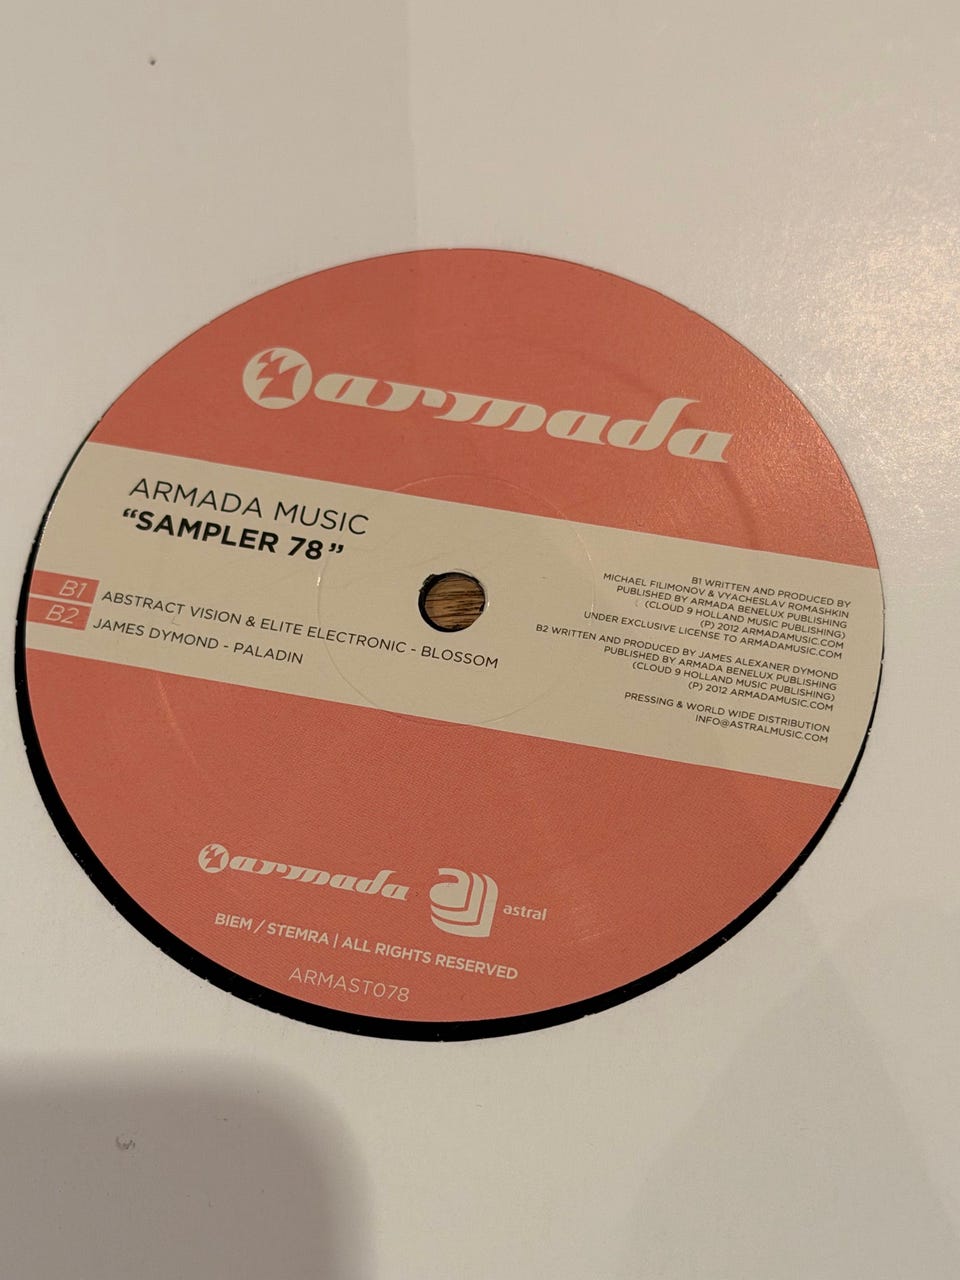 armada
ARMADA MUSIC
“SAMPLER 78”
B1 ABSTRACT VISION & ELITE ELECTRONIC - BLOSSOM
B2 JAMES DYMOND - PALADIN
B1 WRITTEN AND PRODUCED BY
MICHAEL FILIMONOV & VYACHESLAV ROMASHKIN
PUBLISHED BY ARMADA BENELUX PUBLISHING
(CLOUD 9 HOLLAND MUSIC PUBLISHING)
(P) 2012 ARMADAMUSIC.COM
UNDER EXCLUSIVE LICENSE TO ARMADAMUSIC.COM
B2 WRITTEN AND PRODUCED BY JAMES ALEXANER DYMOND
PUBLISHED BY ARMADA BENELUX PUBLISHING
(CLOUD 9 HOLLAND MUSIC PUBLISHING)
(P) 2012 ARMADAMUSIC.COM
PRESSING & WORLD WIDE DISTRIBUTION
INFO@ASTRALMUSIC.COM
armada
astral
BIEM / STEMRA | ALL RIGHTS RESERVED
ARMAST078